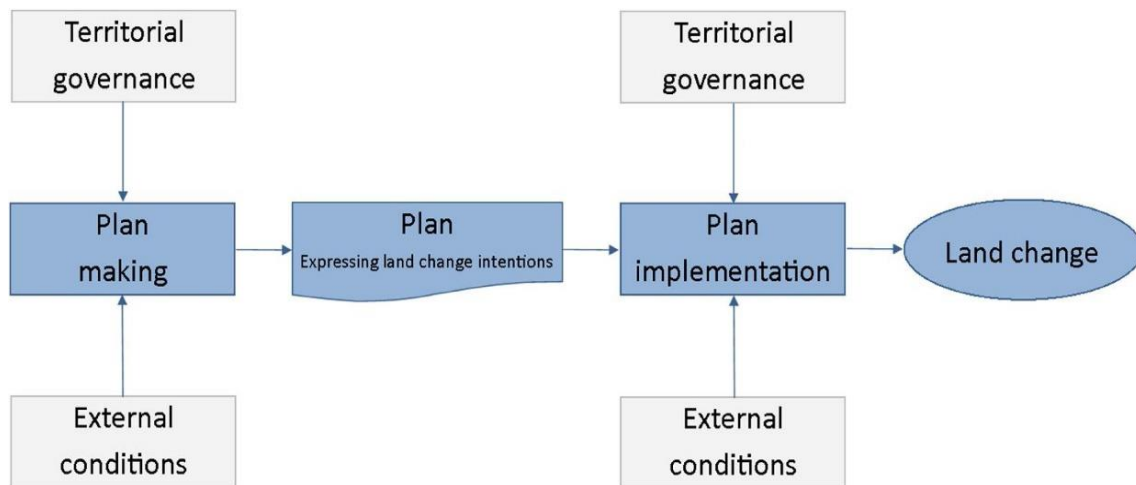 Territorial
governance
Territorial
governance
Plan
making
Plan
Expressing land change intentions
Plan
implementation
Land change
External
conditions
External
conditions